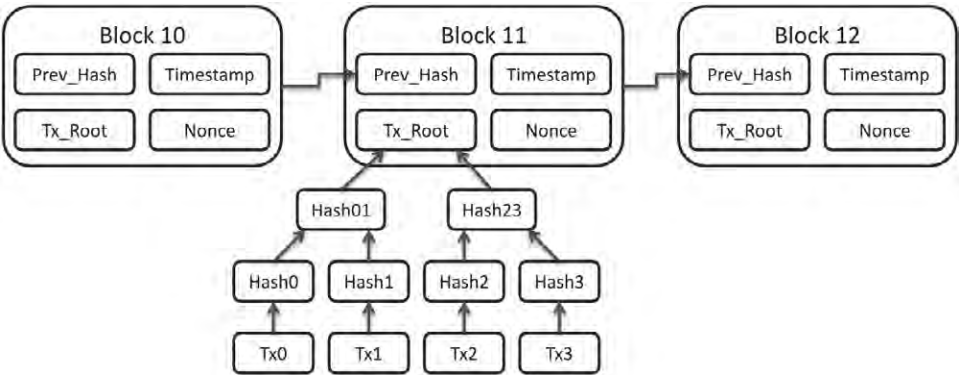 Block 10
Block 11
Block 12
Prev_Hash
Timestamp
Prev_Hash
Timestamp
Prev_Hash
Timestamp
Tx_Root
Nonce
Tx_Root
Nonce
Tx_Root
Nonce
Hash01
Hash23
Hash0
Hash1
Hash2
Hash3
Tx0
Tx1
Tx2
Tx3